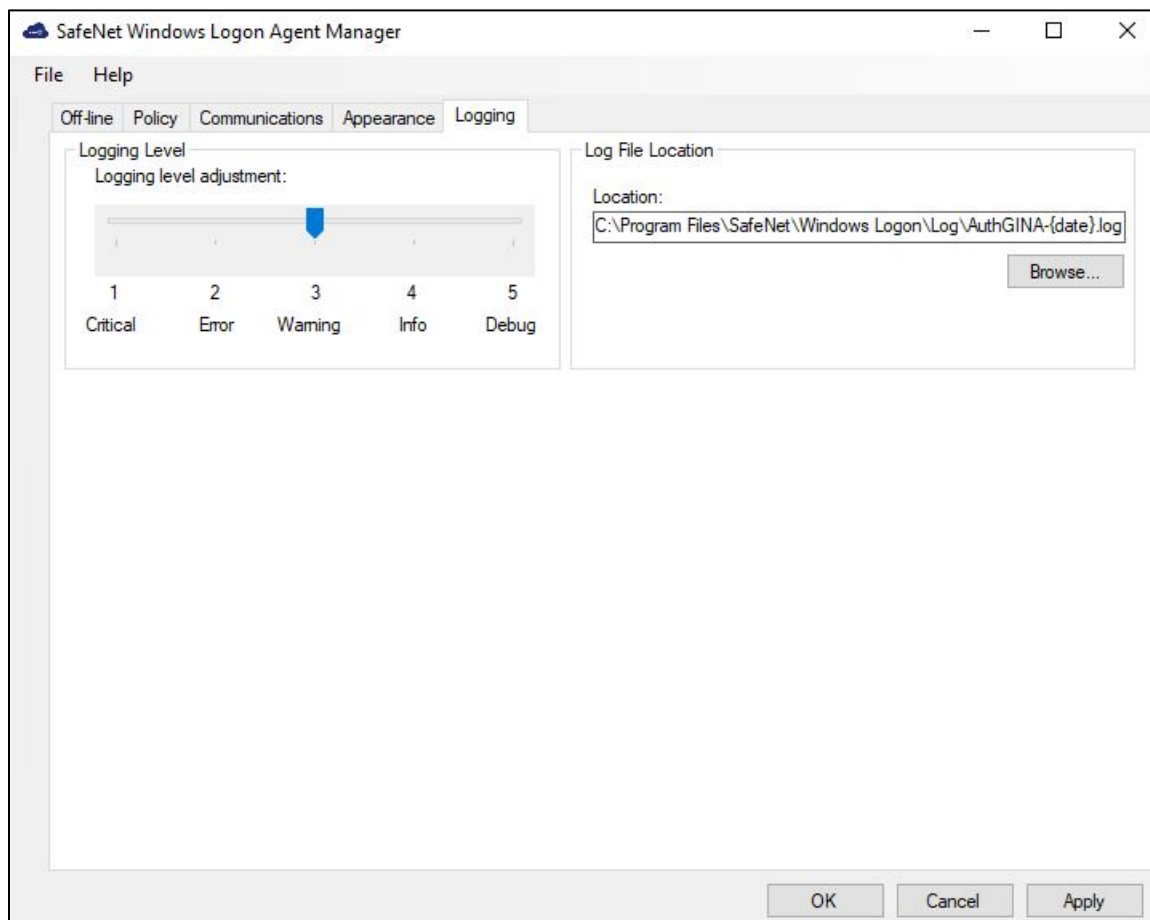 SafeNet Windows Logon Agent Manager
File Help
Off-line Policy Communications Appearance Logging
Logging Level
Logging level adjustment:
1 2 3 4 5
Critical Error Warning Info Debug
Log File Location
Location:
C:\Program Files\SafeNet\Windows Logon\Log\AuthGINA-{date}.log
Browse...
OK Cancel Apply